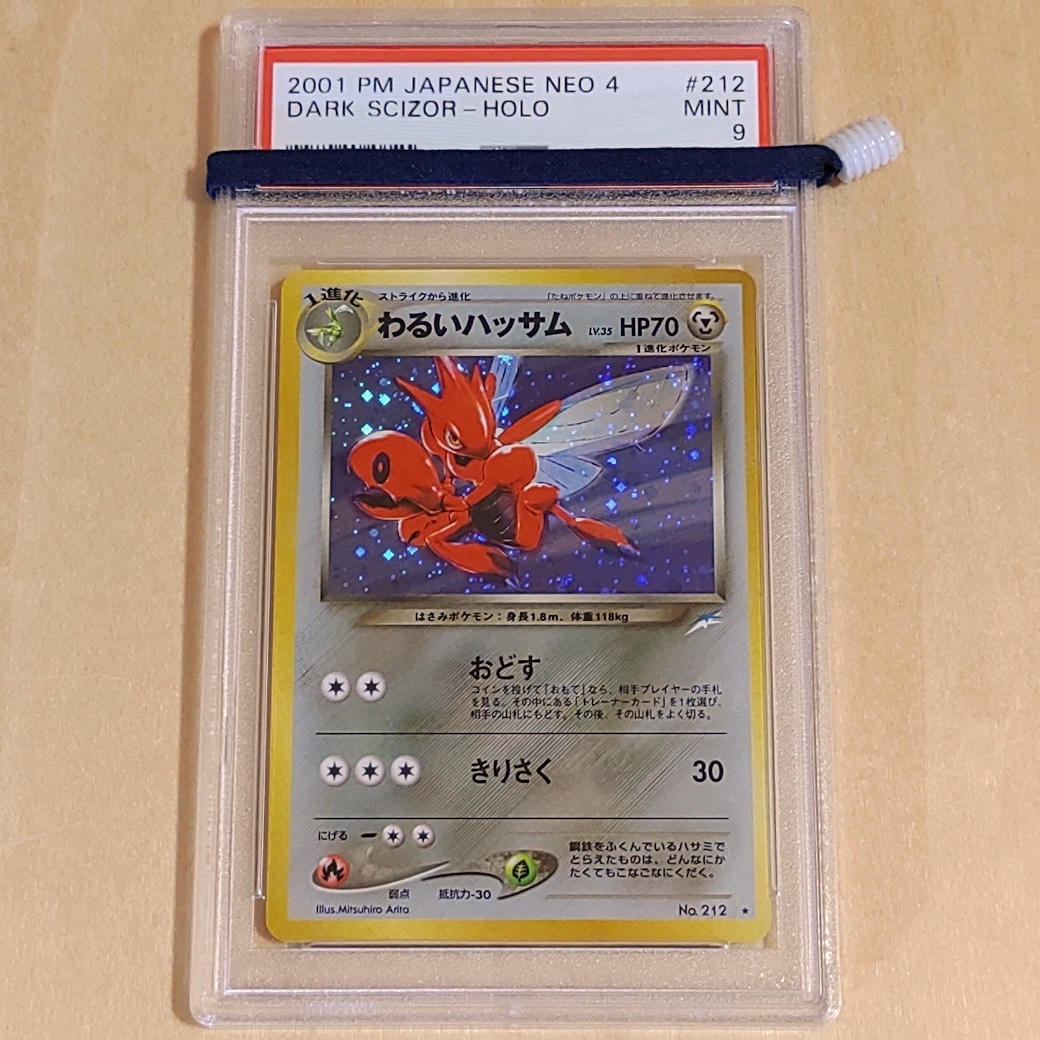 2001 PM JAPANESE NEO 4 #212
DARK SCIZOR - HOLO MINT
9
1進化
ストライクから進化 「たねポケモン」の上に重ねて進化させます。
わるいハッサム LV.35 HP70
1進化ポケモン
はさみポケモン：身長1.8m、体重118kg
おどす
コインを投げて「おもて」なら、相手プレイヤーの手札
を見る。その中にある「トレーナーカード」を1枚選び、
相手の山札にもどす。その後、その山札をよく切る。
きりさく 30
にげる
鋼鉄をふくんでいるハサミで
とらえたものは、どんなにか
たくてもこなごなにくだく。
弱点 抵抗力-30
Illus.Mitsuhiro Arita No. 212 ★